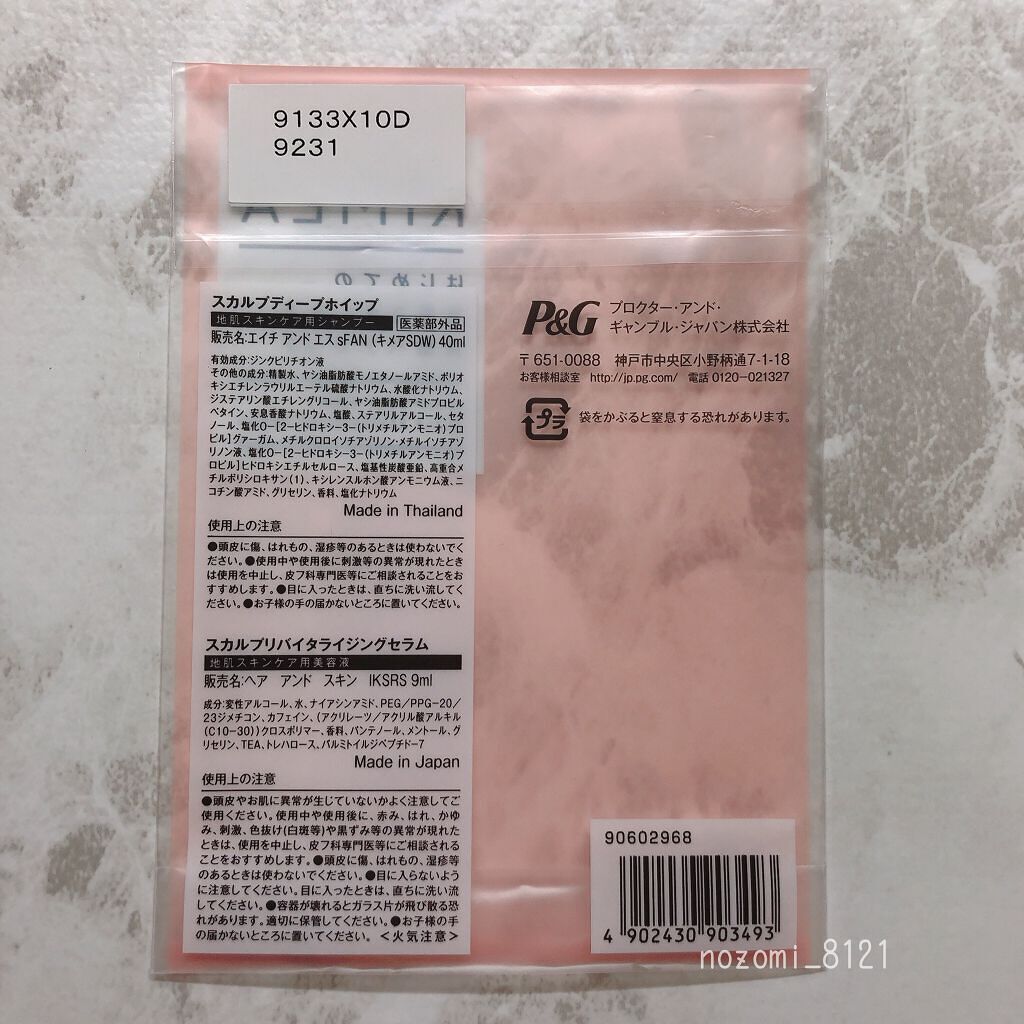 9133X10D
9231
はじめての
スカルプディープホイップ
地肌スキンケア用シャンプー 医薬部外品
販売名:エイチ アンド エス sFAN (キメアSDW) 40ml
有効成分:ジンクピリチオン液
その他の成分:精製水、ヤシ油脂肪酸モノエタノールアミド、ポリオ
キシエチレンラウリルエーテル硫酸ナトリウム、水酸化ナトリウム、
ジステアリン酸エチレングリコール、ヤシ油脂肪酸アミドプロピル
ベタイン、安息香酸ナトリウム、塩酸、ステアリルアルコール、セタ
ノール、塩化O-[2-ヒドロキシ-3-(トリメチルアンモニオ)プロ
ピル]グァーガム、メチルクロロイソチアゾリノン・メチルイソチアゾ
リノン液、塩化O-[2-ヒドロキシ-3-(トリメチルアンモニオ)プ
ロピル]ヒドロキシエチルセルロース、塩基性炭酸亜鉛、高重合メ
チルポリシロキサン(1)、キシレンスルホン酸アンモニウム液、ニ
コチン酸アミド、グリセリン、香料、塩化ナトリウム
Made in Thailand
使用上の注意
●頭皮に傷、はれもの、湿疹等のあるときは使わないでく
ださい。●使用中や使用後に刺激等の異常が現れたとき
は使用を中止し、皮フ科専門医等にご相談されることをお
すすめします。●目に入ったときは、直ちに洗い流してく
ださい。●お子様の手の届かないところに置いてください。
スカルプリバイタライジングセラム
地肌スキンケア用美容液
販売名:ヘア アンド スキン IKSRS 9ml
成分:変性アルコール、水、ナイアシンアミド、PEG/PPG-20/
23ジメチコン、カフェイン、(アクリレーツ/アクリル酸アルキル
(C10-30))クロスポリマー、香料、パンテノール、メントール、グ
リセリン、TEA、トレハロース、パルミトイルジペプチド-7
Made in Japan
使用上の注意
●頭皮やお肌に異常が生じていないかよく注意してご
使用ください。使用中や使用後に、赤み、はれ、かゆ
み、刺激、色抜け(白斑等)や黒ずみ等の異常が現れた
ときは、使用を中止し、皮フ科専門医等にご相談される
ことをおすすめします。●頭皮に傷、はれもの、湿疹等
のあるときは使わないでください。●目に入らないよう
に注意してください。目に入ったときは、直ちに洗い流
してください。●容器が壊れるとガラス片が飛び散る恐
れがあります。適切に保管してください。●お子様の手
の届かないところに置いてください。 <火気注意>
P&G プロクター・アンド・
ギャンブル・ジャパン株式会社
〒651-0088 神戸市中央区小野柄通7-1-18
お客様相談室 http://jp.pg.com/ 電話 0120-021327
プラ 袋をかぶると窒息する恐れがあります。
90602968
4 902430 903493
nozomi_8121